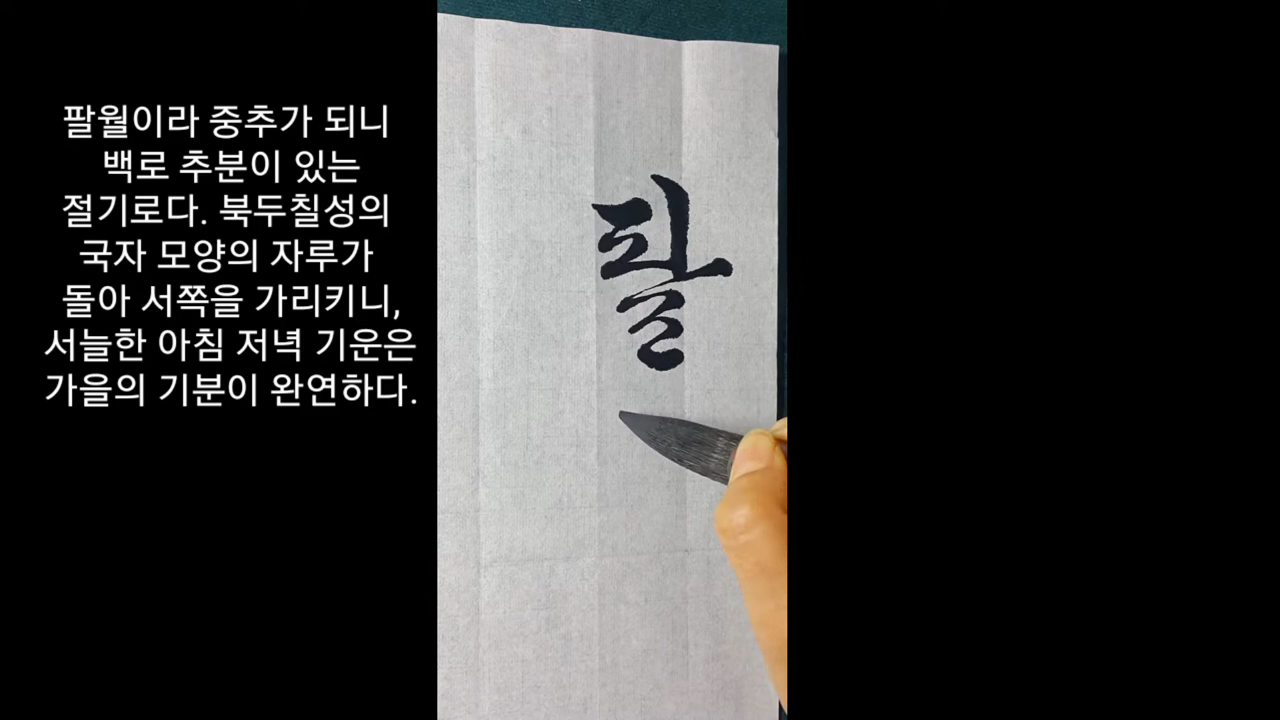 팔월이라 중추가 되니
백로 추분이 있는
절기로다. 북두칠성의
국자 모양의 자루가
돌아 서쪽을 가리키니,
서늘한 아침 저녁 기운은
가을의 기분이 완연하다.
팔